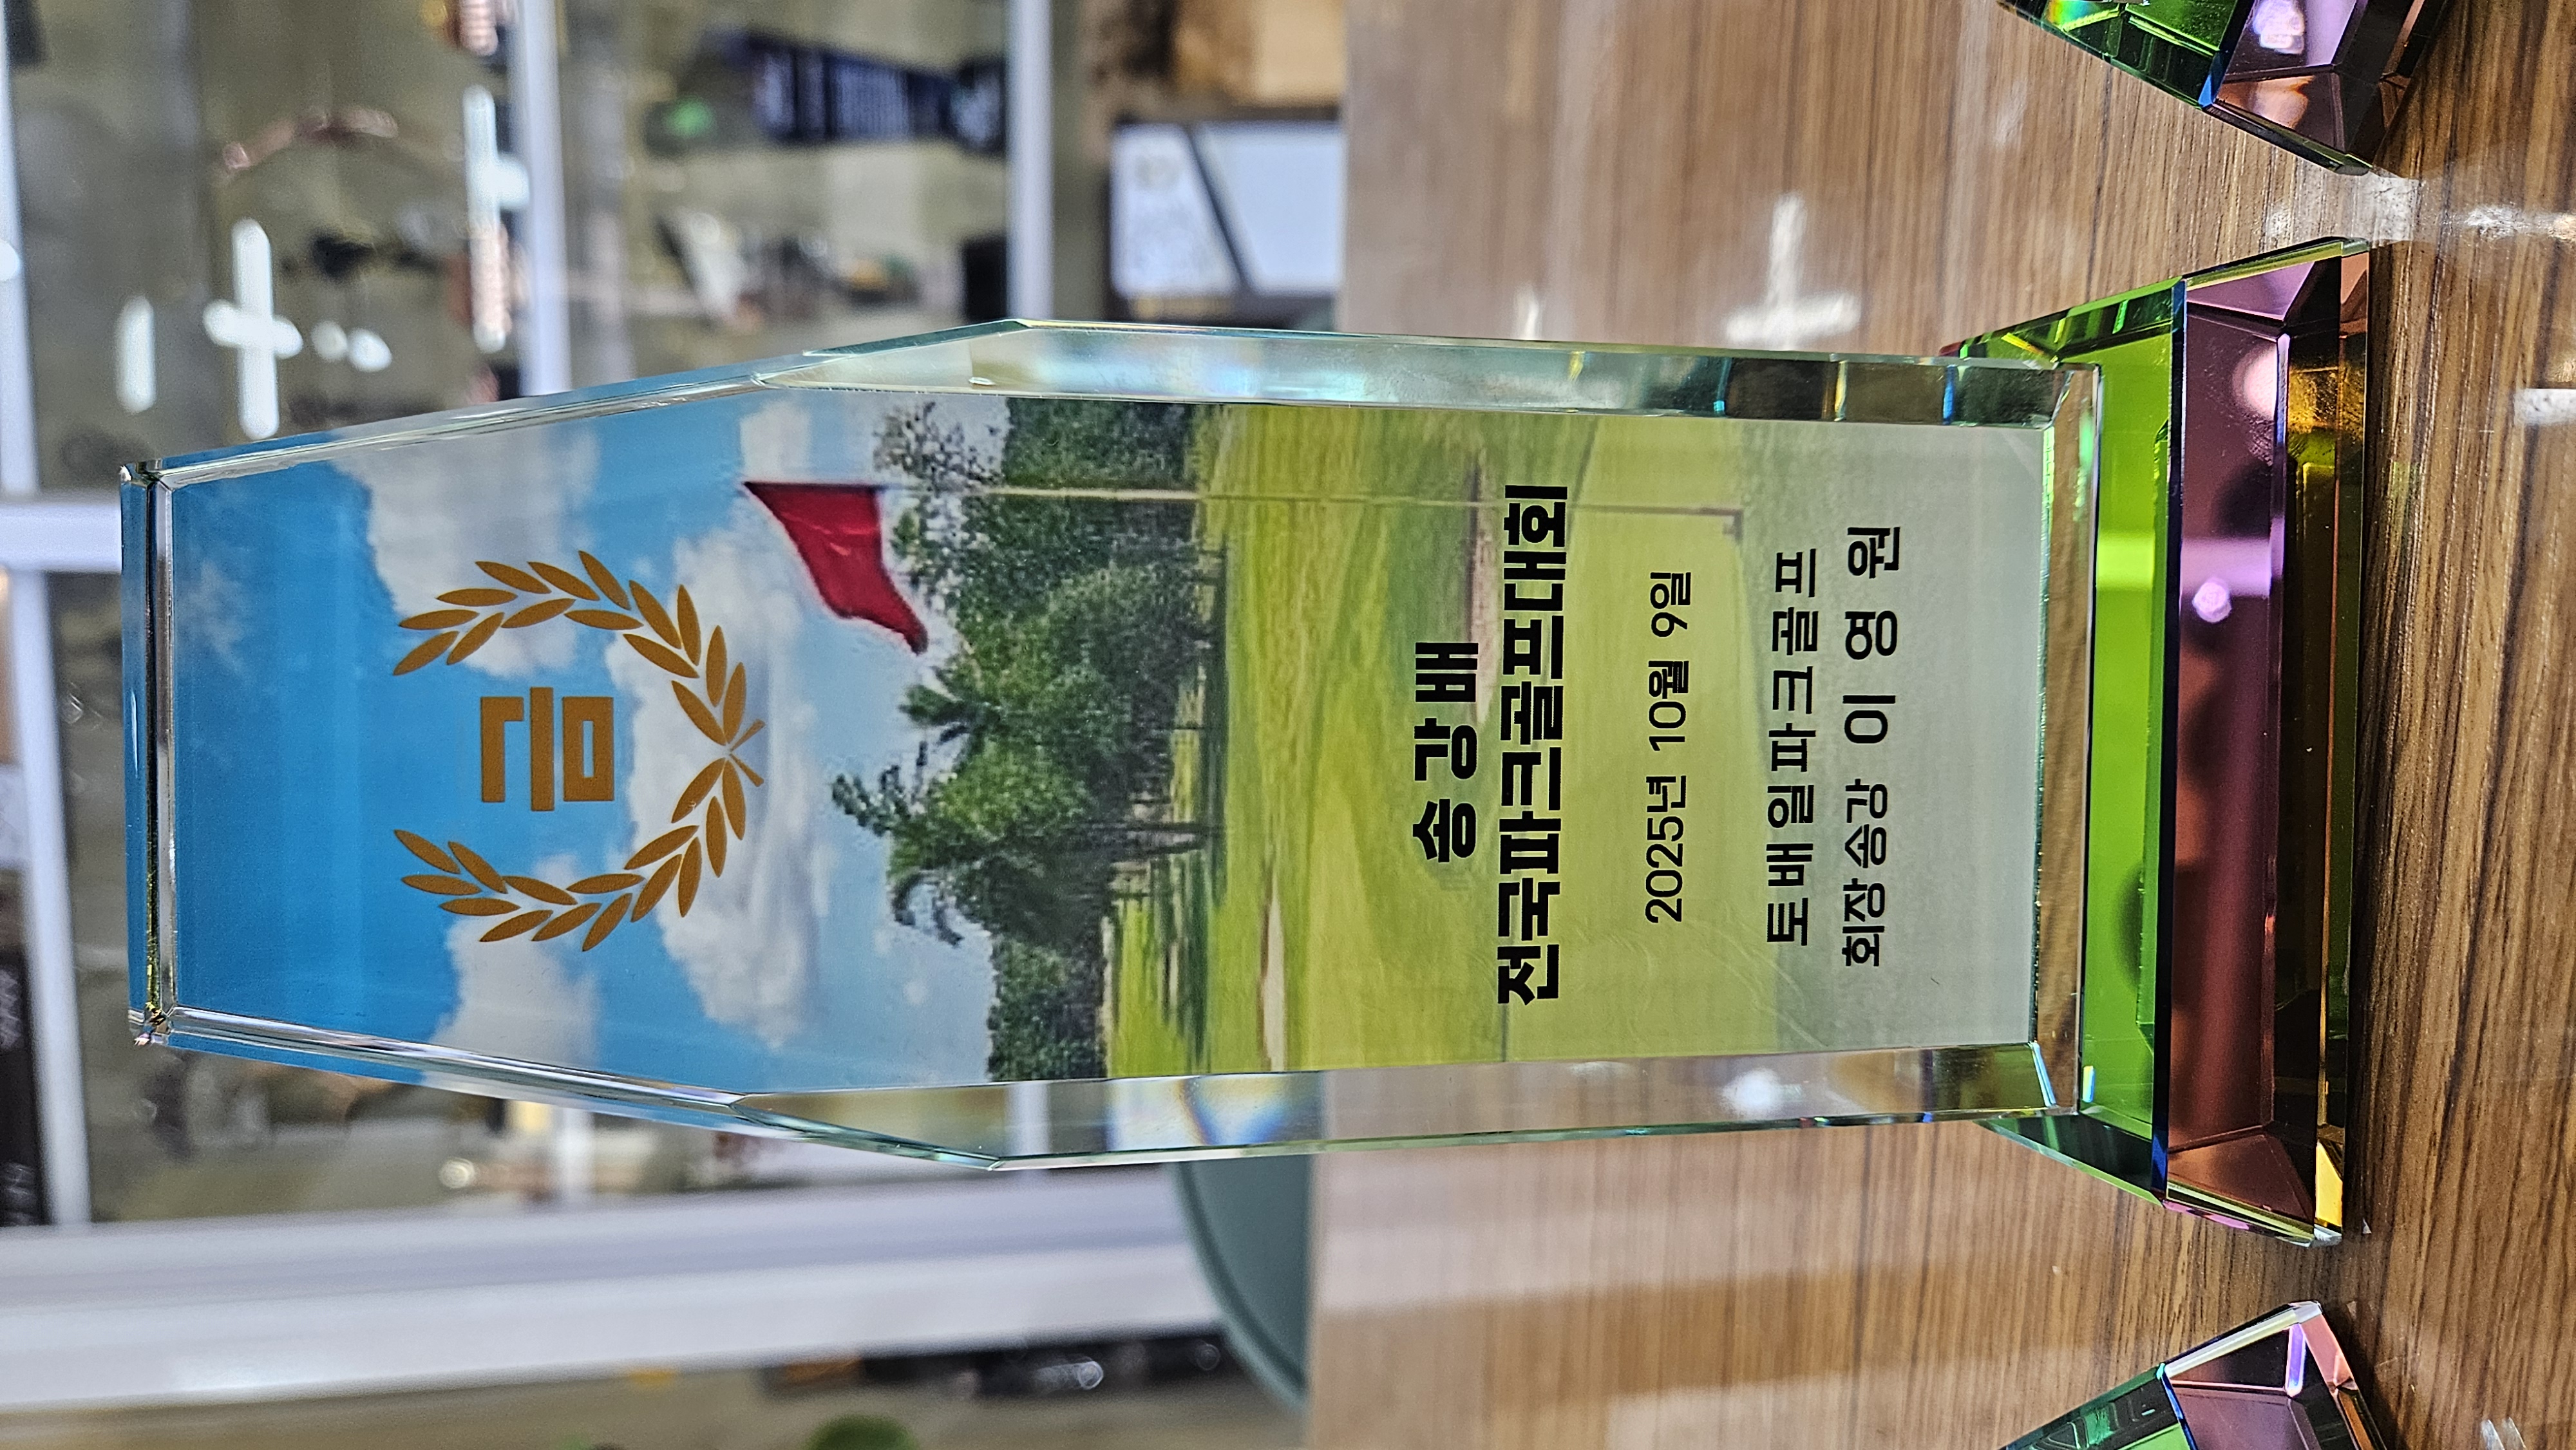 금
송강배
전국파크골프대회
2025년 10월 9일
토배일파크골프
회장 송강 이영원